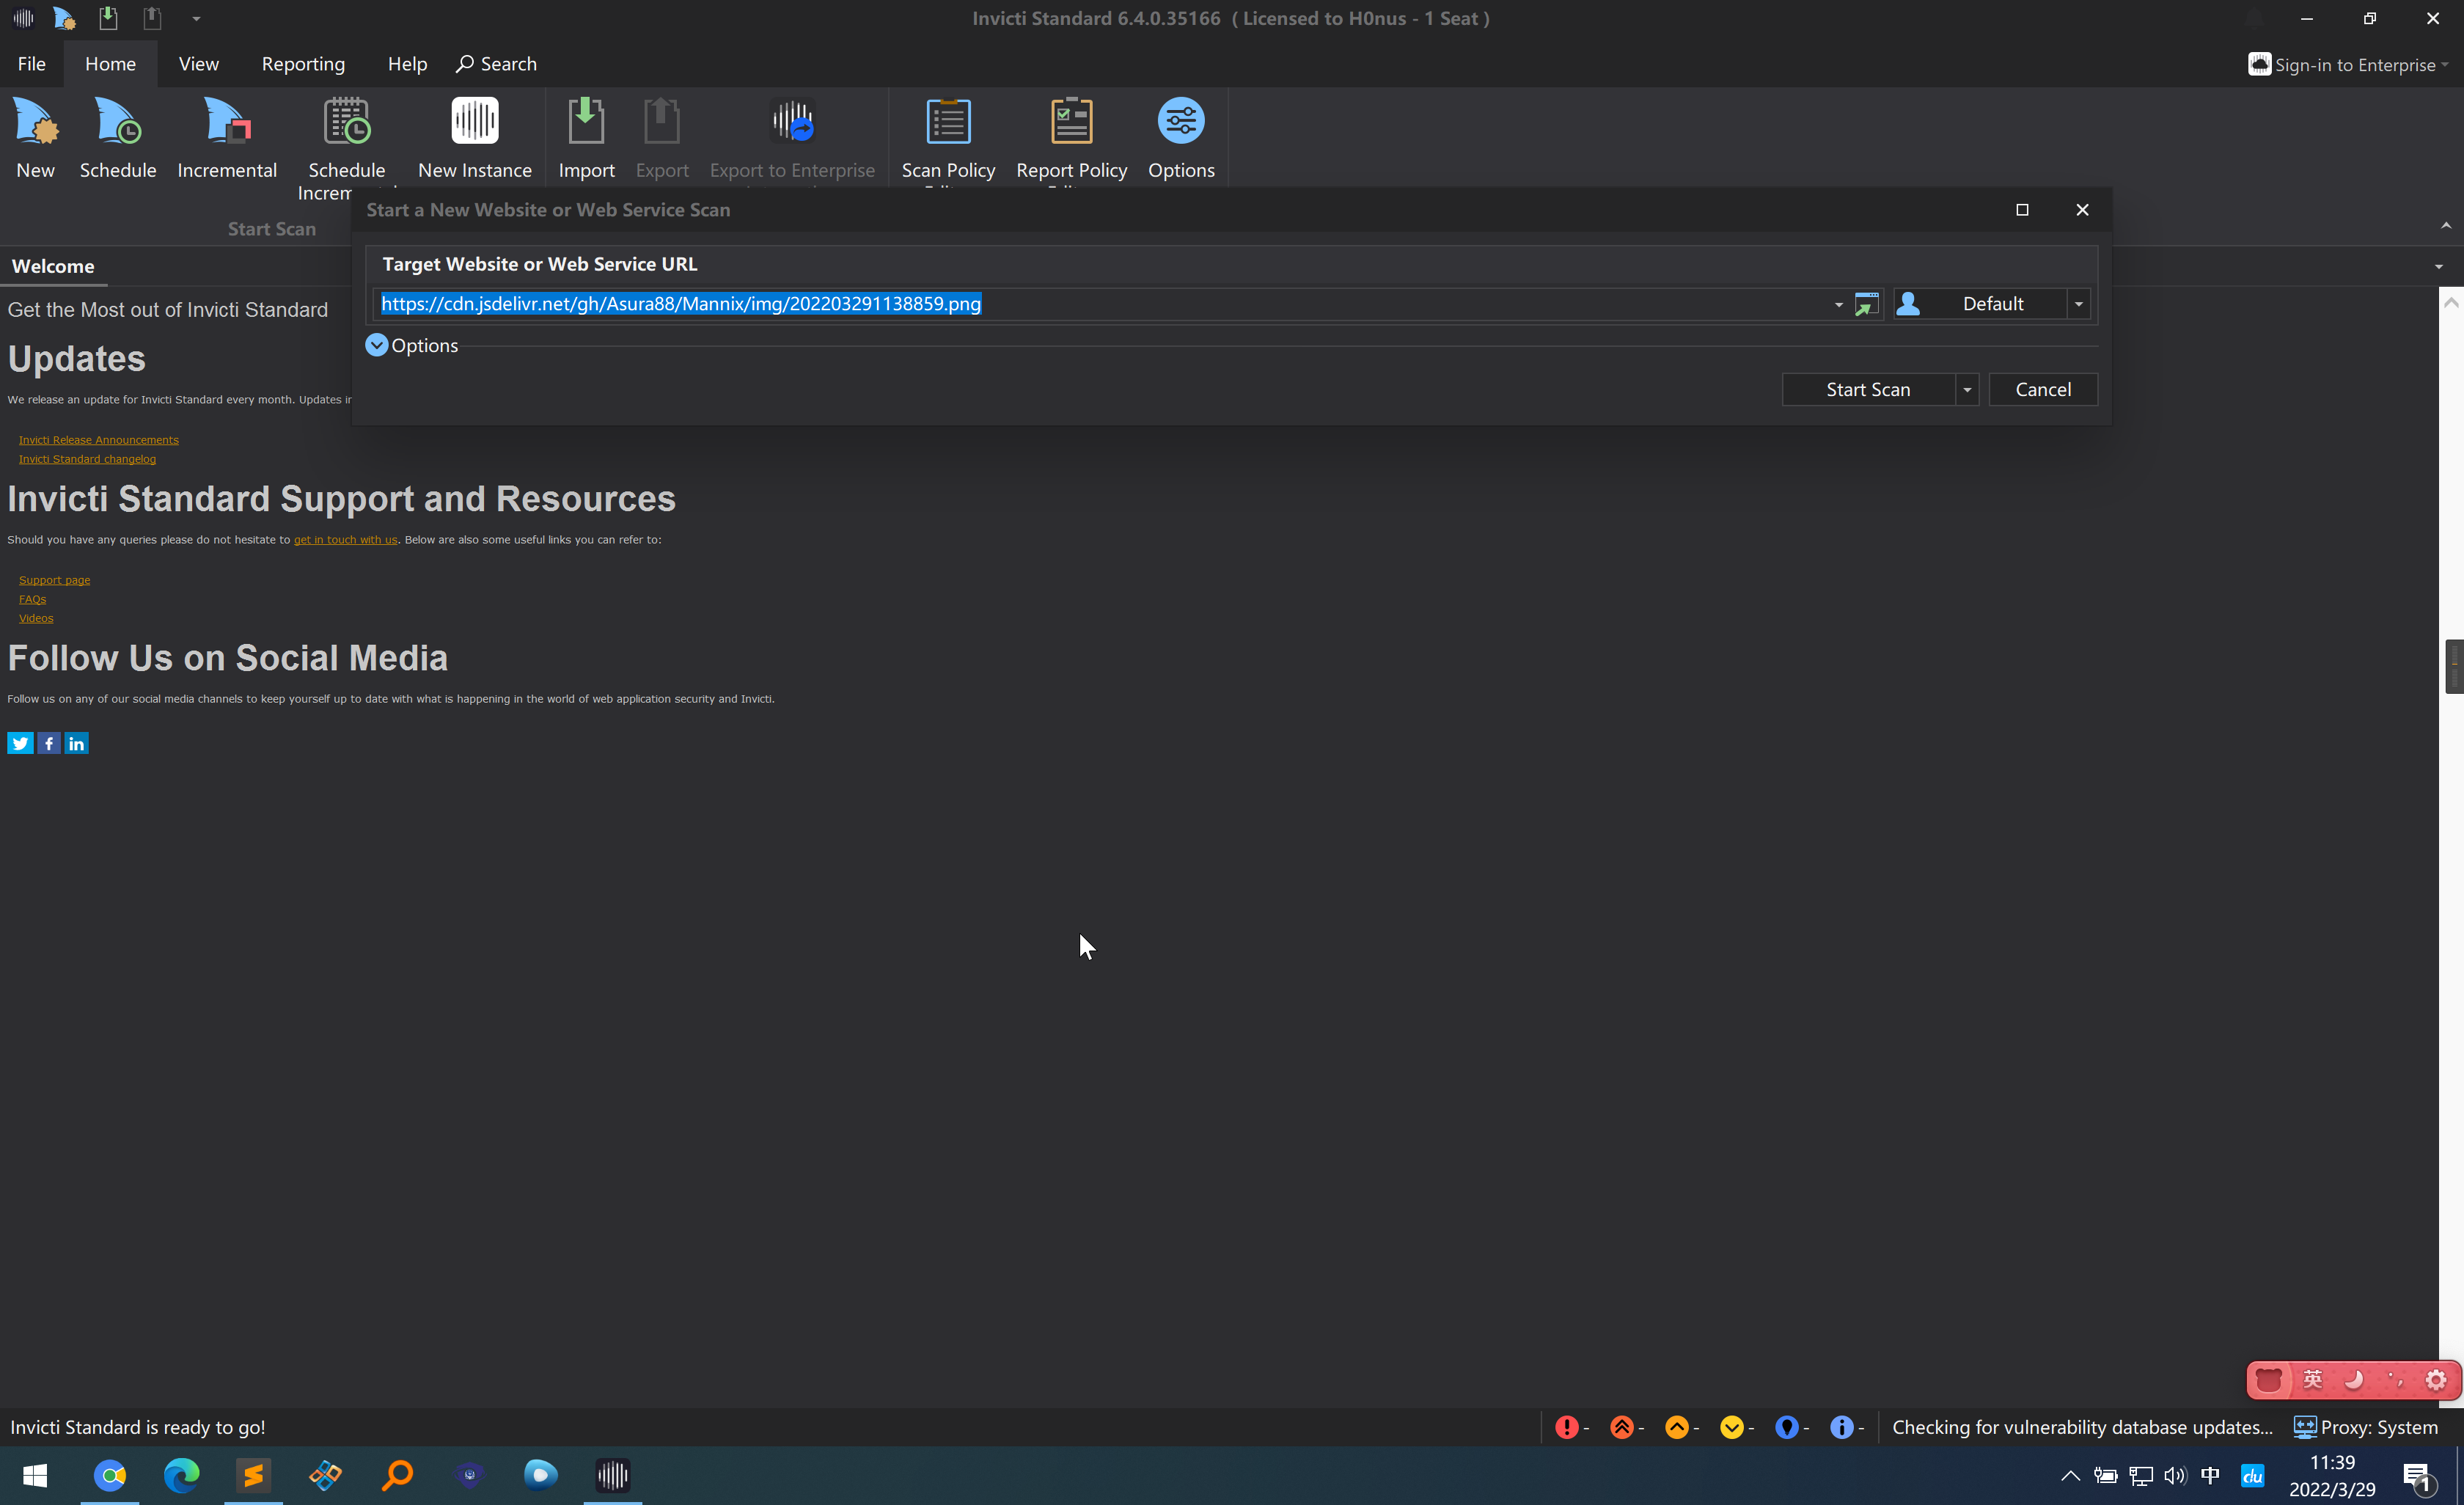 Invicti Standard 6.4.0.35166 ( Licensed to H0nus - 1 Seat )
File Home View Reporting Help Search
Sign-in to Enterprise
New Schedule Incremental Schedule New Instance Import Export Export to Enterprise Scan Policy Report Policy Options
Start Scan
Start a New Website or Web Service Scan
Target Website or Web Service URL
https://cdn.jsdelivr.net/gh/Asura88/Mannix/img/202203291138859.png
Default
Options
Start Scan Cancel
Welcome
Get the Most out of Invicti Standard
Updates
We release an update for Invicti Standard every month. Updates
Invicti Release Announcements
Invicti Standard changelog
Invicti Standard Support and Resources
Should you have any queries please do not hesitate to get in touch with us. Below are also some useful links you can refer to:
Support page
FAQs
Videos
Follow Us on Social Media
Follow us on any of our social media channels to keep yourself up to date with what is happening in the world of web application security and Invicti.
f in
英
Invicti Standard is ready to go!
- - - - - -
Checking for vulnerability database updates...
Proxy: System
中 du
11:39
2022/3/29
1